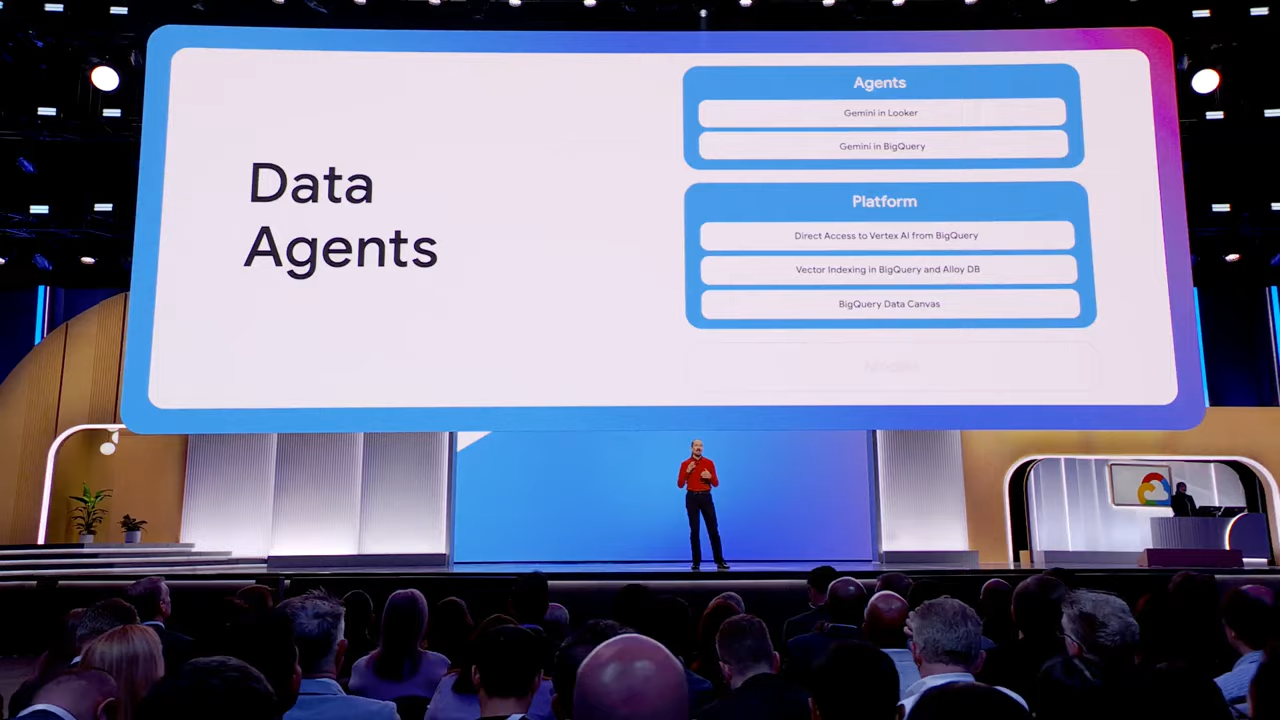 Data
Agents
Agents
Gemini in Looker
Gemini in BigQuery
Platform
Direct Access to Vertex AI from BigQuery
Vector Indexing in BigQuery and Alloy DB
BigQuery Data Canvas